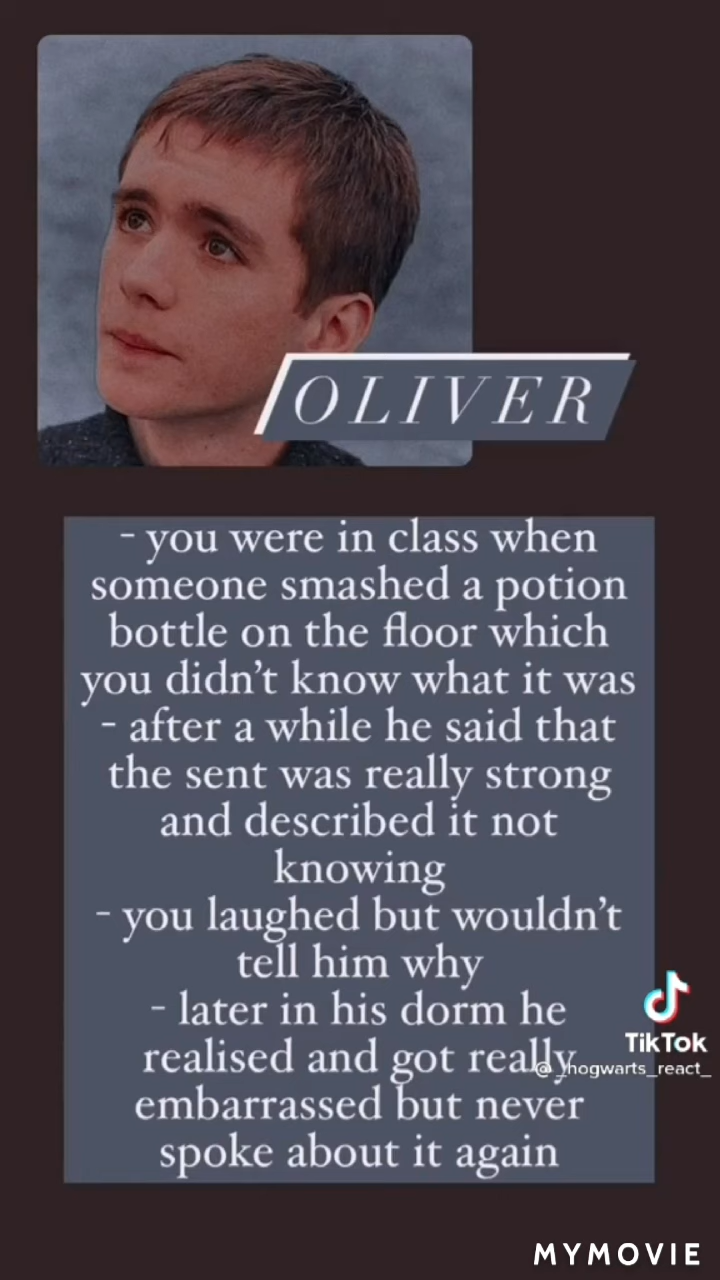 OLIVER
- you were in class when
someone smashed a potion
bottle on the floor which
you didn't know what it was
- after a while he said that
the sent was really strong
and described it not
knowing
- you laughed but wouldn't
tell him why
- later in his dorm he
realised and got really
embarrassed but never
spoke about it again
TikTok
@_hogwarts_react_
MYMOVIE